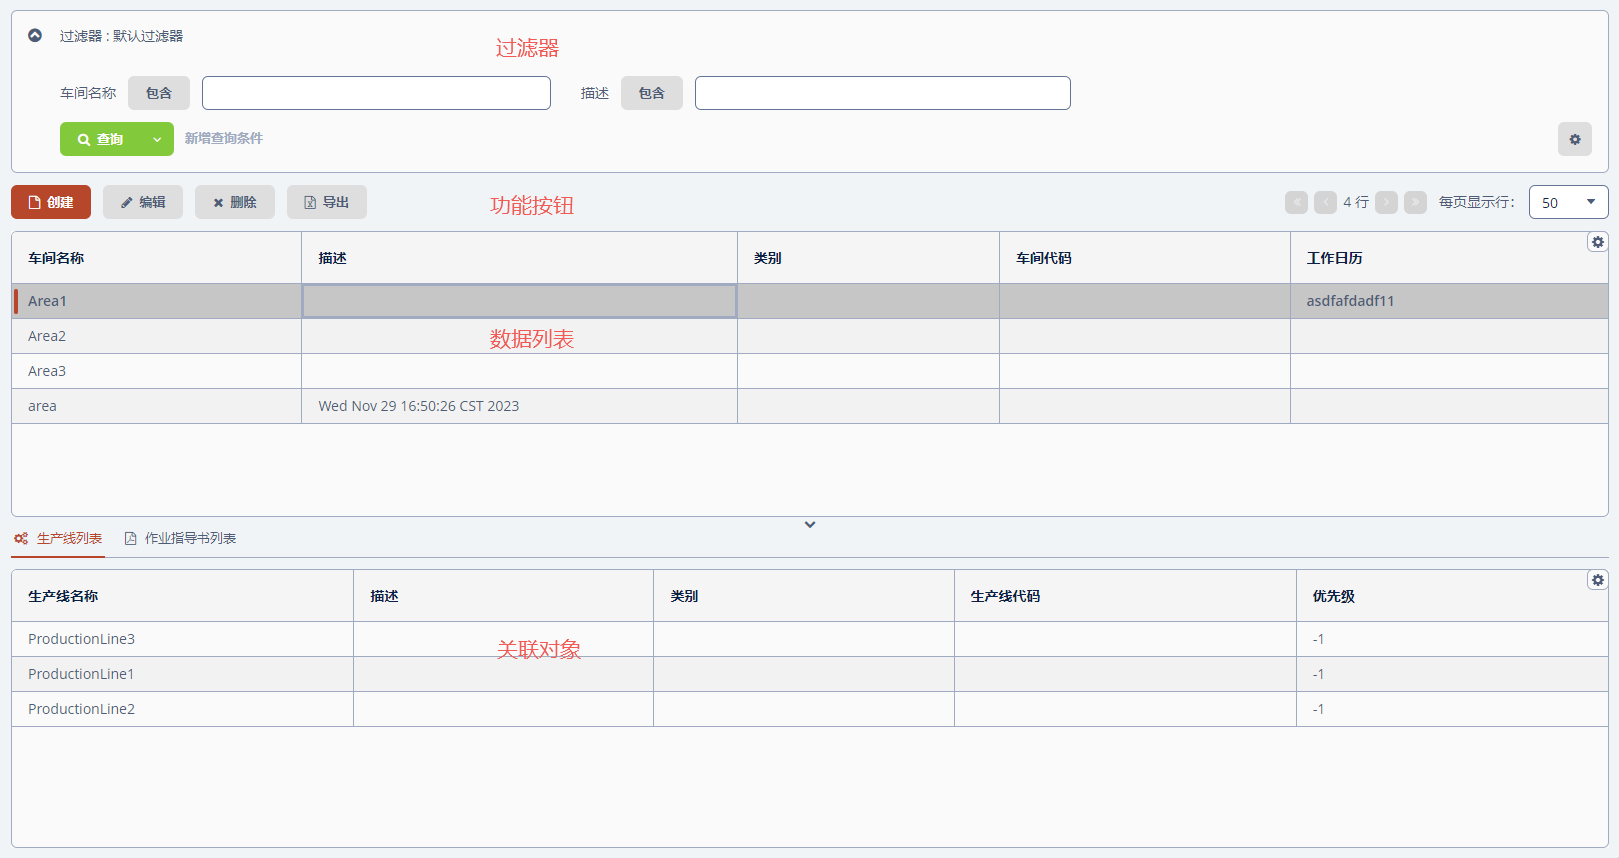 过滤器 : 默认过滤器
过滤器
车间名称 包含 描述 包含
查询 新增查询条件
创建 编辑 删除 导出 功能按钮 4 行 每页显示行: 50
车间名称 描述 类别 车间代码 工作日历
Area1 asdfafdadf11
Area2 数据列表
Area3
area Wed Nov 29 16:50:26 CST 2023
生产线列表 作业指导书列表
生产线名称 描述 类别 生产线代码 优先级
ProductionLine3 -1
关联对象
ProductionLine1 -1
ProductionLine2 -1